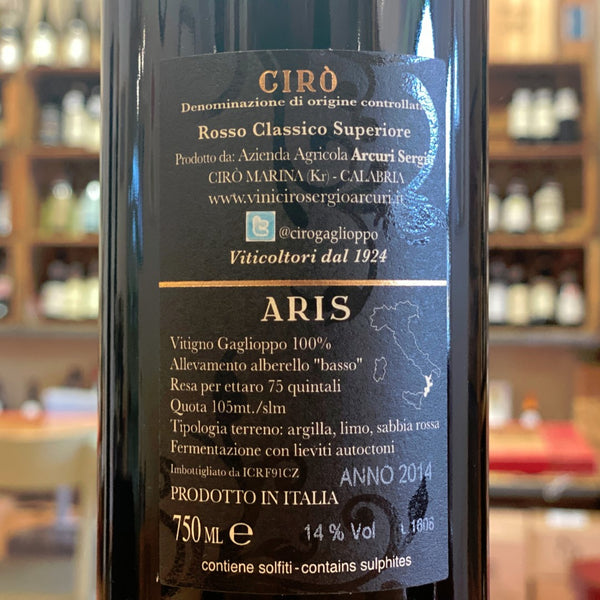 CIRÒ
Denominazione di origine controllata
Rosso Classico Superiore
Prodotto da: Azienda Agricola Arcuri Sergio
CIRÒ MARINA (Kr) - CALABRIA
www.vinicirosergioarcuri.it
@cirogaglioppo
Viticoltori dal 1924
ARIS
Vitigno Gaglioppo 100%
Allevamento alberello "basso"
Resa per ettaro 75 quintali
Quota 105mt./slm
Tipologia terreno: argilla, limo, sabbia rossa
Fermentazione con lieviti autoctoni
Imbottigliato da ICRF91CZ
ANNO 2014
PRODOTTO IN ITALIA
750 ML e 14 % Vol
contiene solfiti - contains sulphites